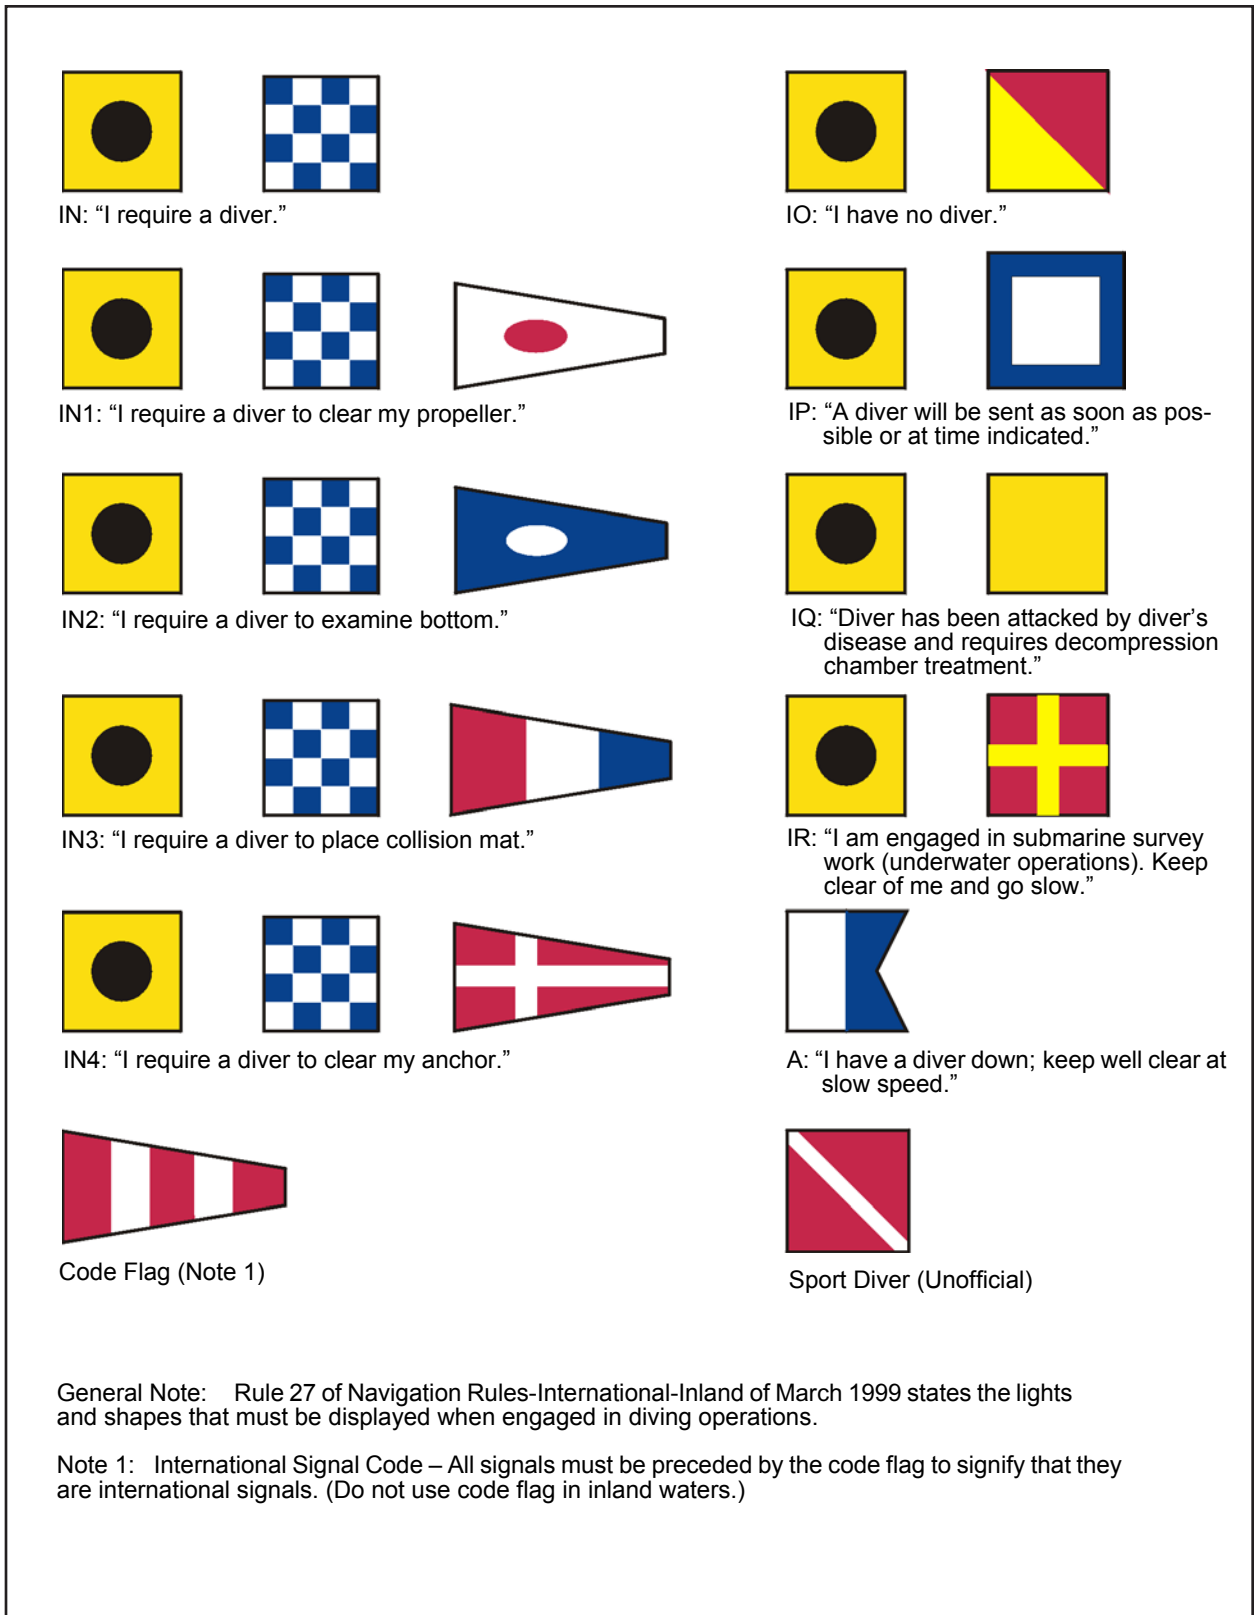 IN: “I require a diver.”
IO: “I have no diver.”
IN1: “I require a diver to clear my propeller.”
IP: “A diver will be sent as soon as pos-
sible or at time indicated.”
IN2: “I require a diver to examine bottom.”
IQ: “Diver has been attacked by diver’s
disease and requires decompression
chamber treatment.”
IN3: “I require a diver to place collision mat.”
IR: “I am engaged in submarine survey
work (underwater operations). Keep
clear of me and go slow.”
IN4: “I require a diver to clear my anchor.”
A: “I have a diver down; keep well clear at
slow speed.”
Code Flag (Note 1)
Sport Diver (Unofficial)
General Note: Rule 27 of Navigation Rules-International-Inland of March 1999 states the lights
and shapes that must be displayed when engaged in diving operations.
Note 1: International Signal Code – All signals must be preceded by the code flag to signify that they
are international signals. (Do not use code flag in inland waters.)